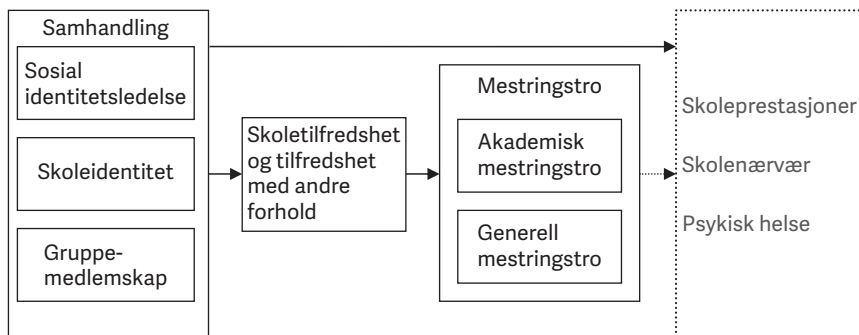 Samhandling
Sosial
identitetsledelse
Skoleidentitet
Gruppe-
medlemskap
Skoletilfredshet
og tilfredshet
med andre
forhold
Mestringstro
Akademisk
mestringstro
Generell
mestringstro
Skoleprestasjoner
Skolenærvær
Psykisk helse